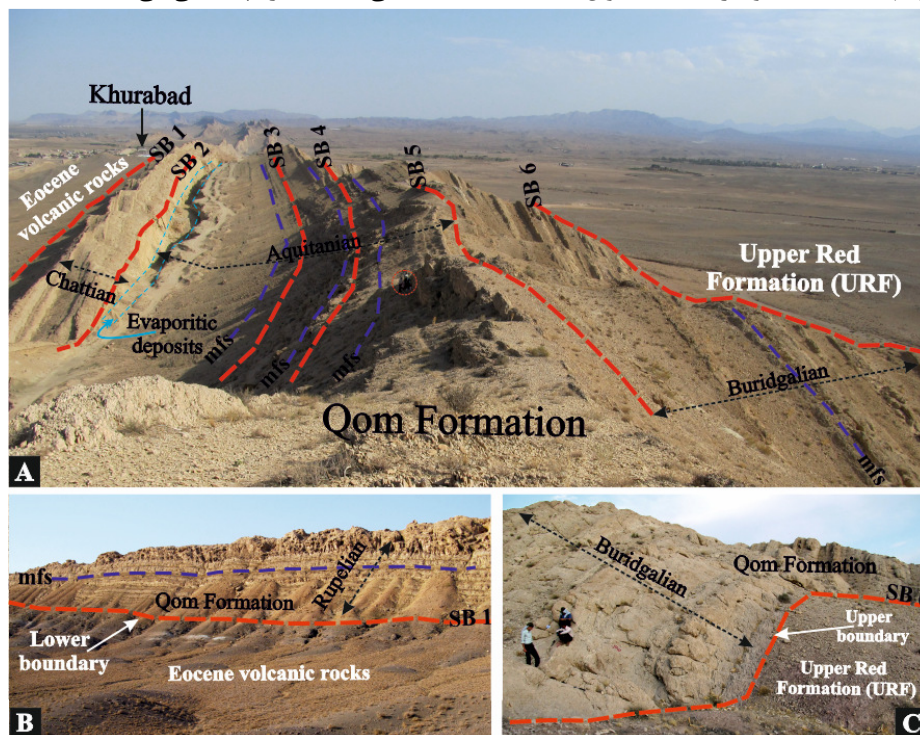 Khurabad
SB 1
SB 2
SB 3
SB 4
SB 5
SB 6
Eocene
volcanic rocks
Aquitanian
Chattian
Upper Red
Formation (URF)
Evaporitic
deposits
mfs
mfs
mfs
Buridgalian
Qom Formation
mfs
A
mfs
Rupelian
Qom Formation
SB 1
Lower
boundary
Eocene volcanic rocks
B
Buridgalian
Qom Formation
SB
Upper
boundary
Upper Red
Formation (URF)
C